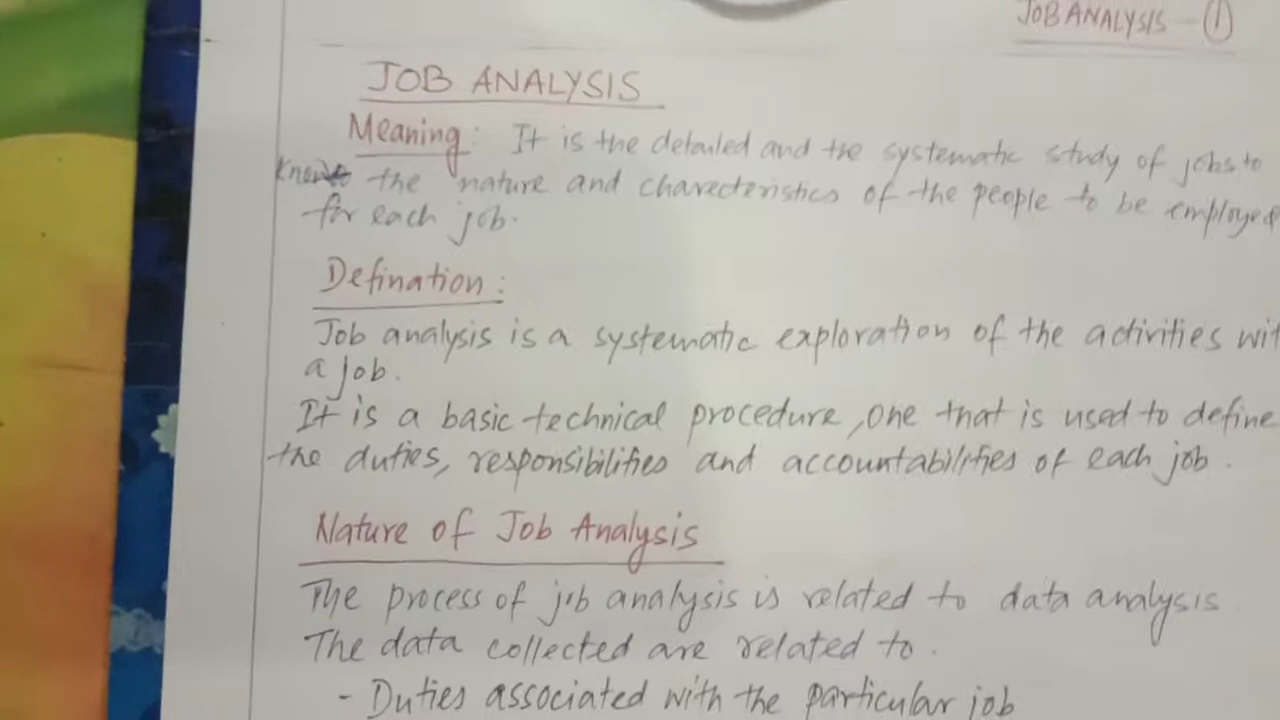 JOB ANALYSIS - 1
JOB ANALYSIS
Meaning: It is the detailed and the systematic study of jobs to
know the nature and charecteristics of the people to be employed
for each job.
Defination:
Job analysis is a systematic exploration of the activities wit
a job.
It is a basic technical procedure, one that is used to define
the duties, responsibilities and accountabilities of each job.
Nature of Job Analysis
The process of job analysis is related to data analysis
The data collected are related to.
- Duties associated with the particular job